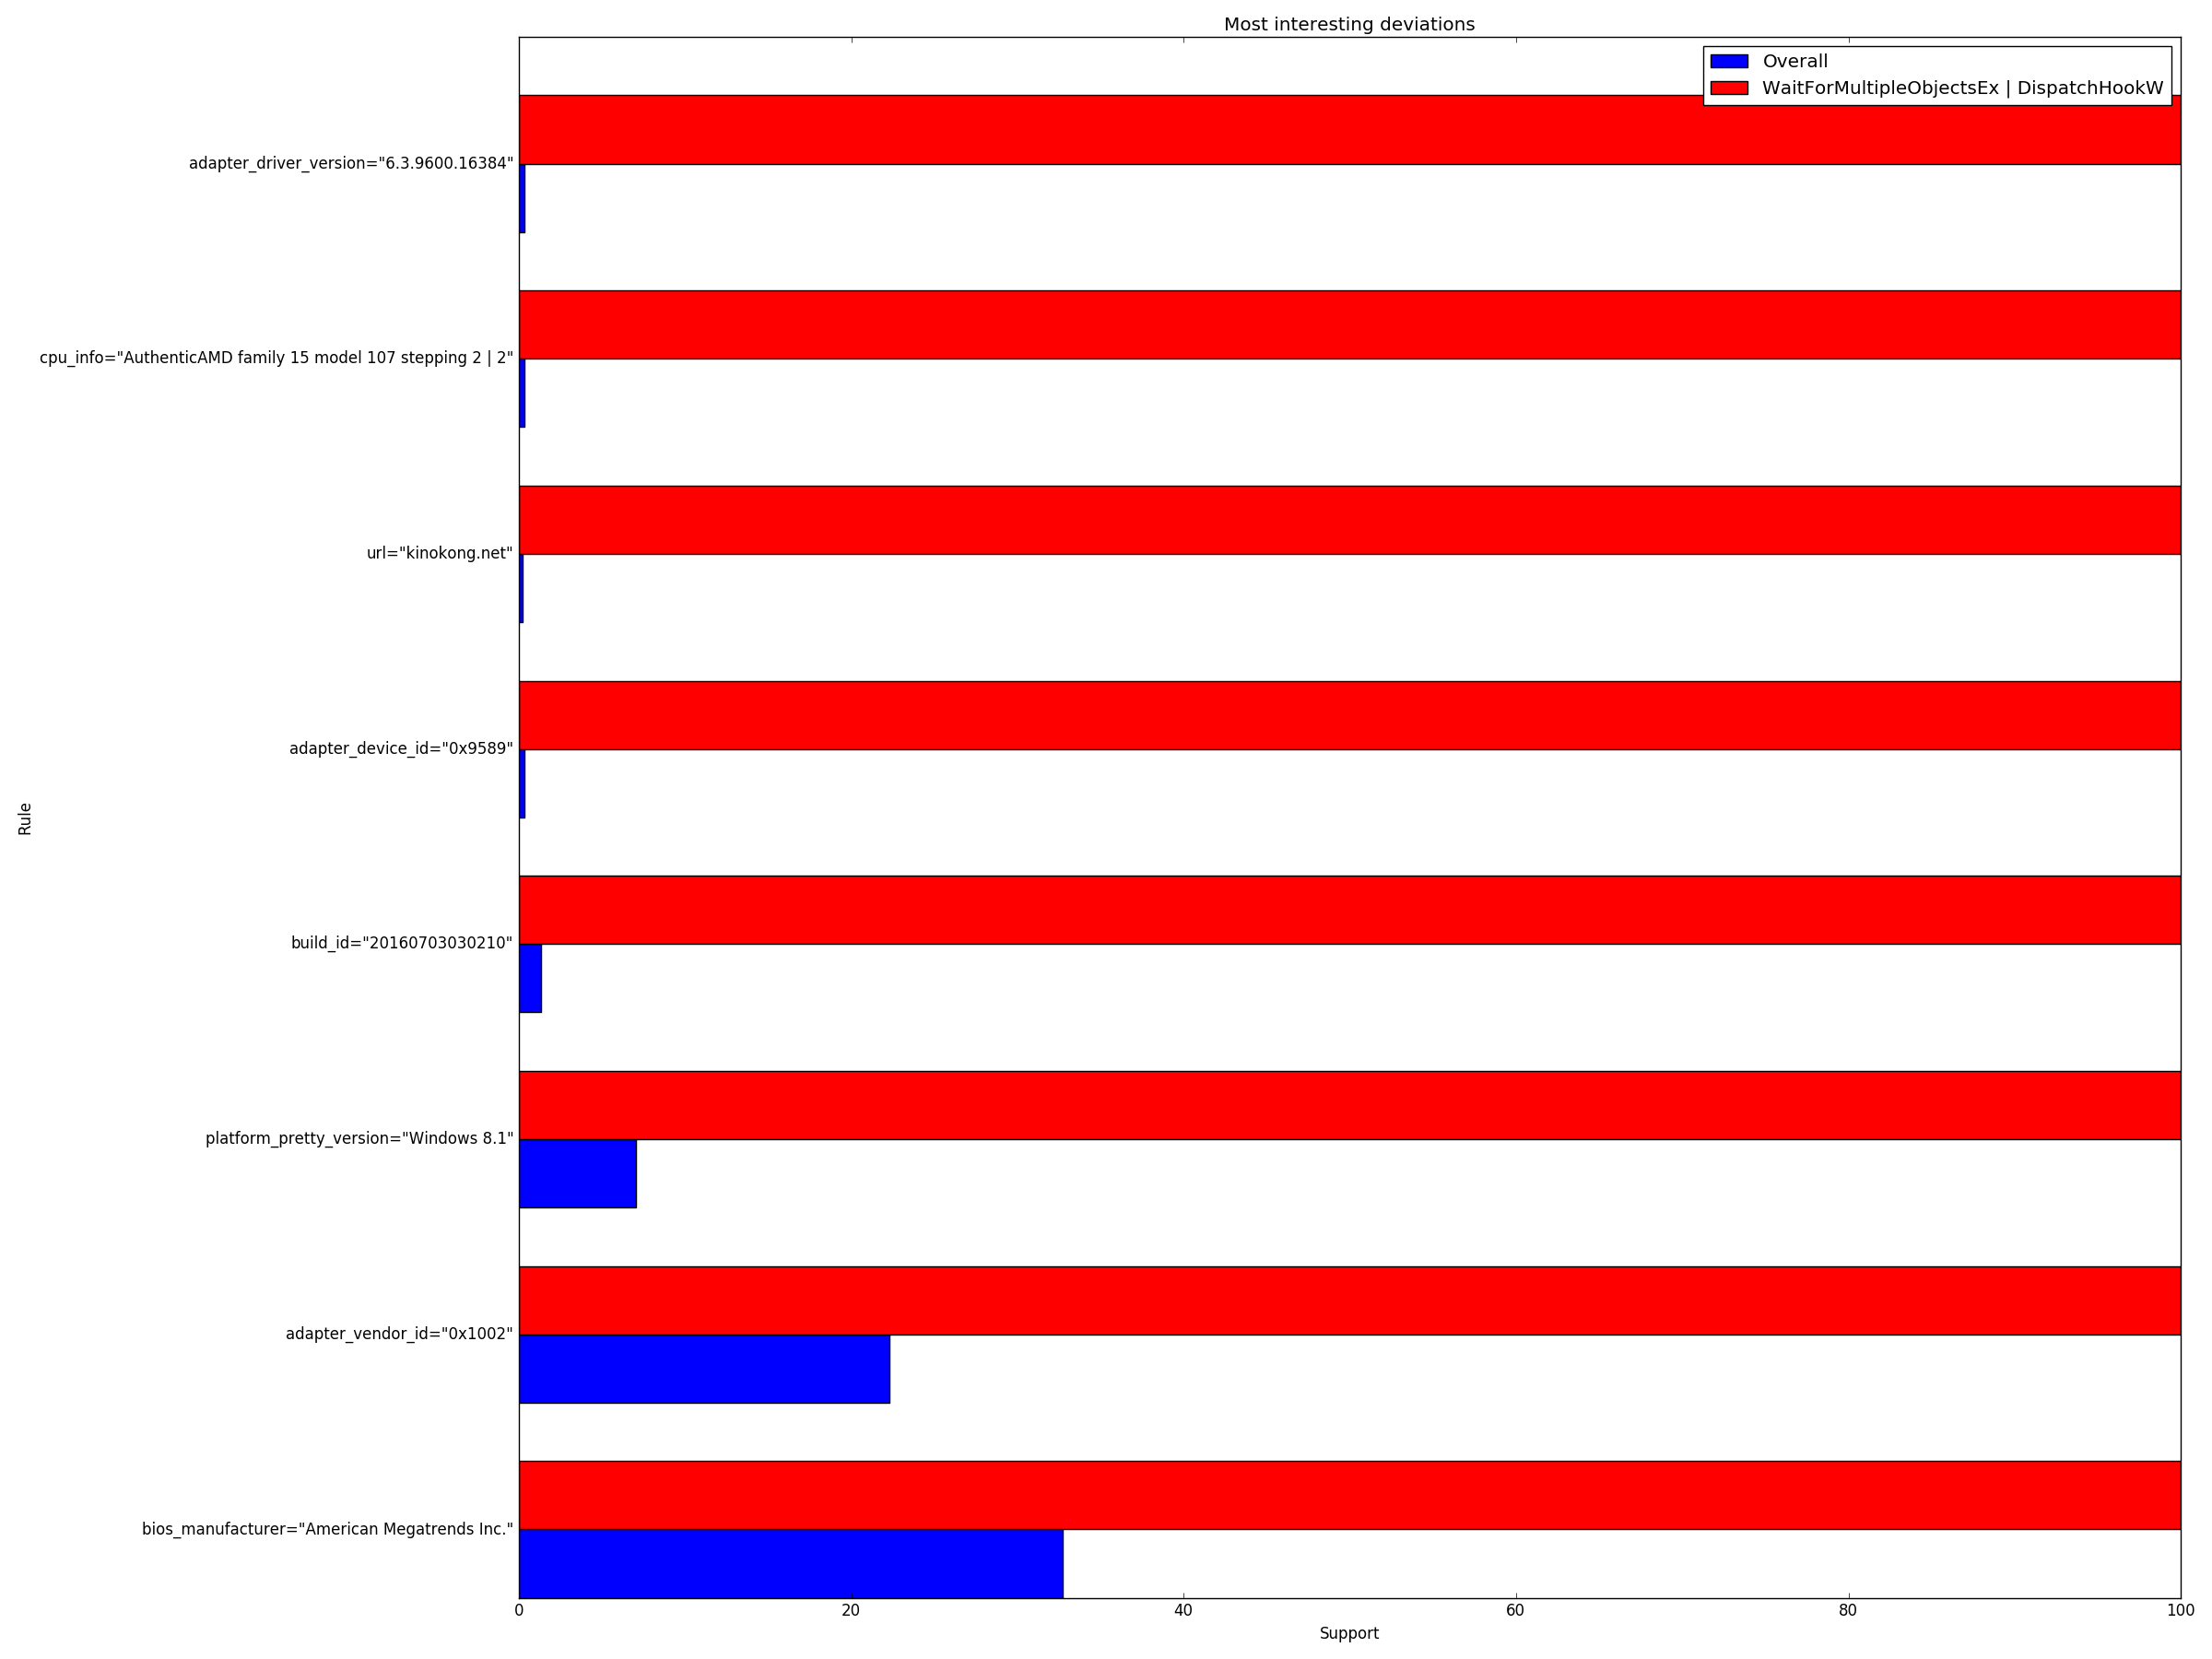 Most interesting deviations
Overall
WaitForMultipleObjectsEx | DispatchHookW
adapter_driver_version="6.3.9600.16384"
cpu_info="AuthenticAMD family 15 model 107 stepping 2 | 2"
url="kinokong.net"
adapter_device_id="0x9589"
Rule
build_id="20160703030210"
platform_pretty_version="Windows 8.1"
adapter_vendor_id="0x1002"
bios_manufacturer="American Megatrends Inc."
0 20 40 60 80 100
Support